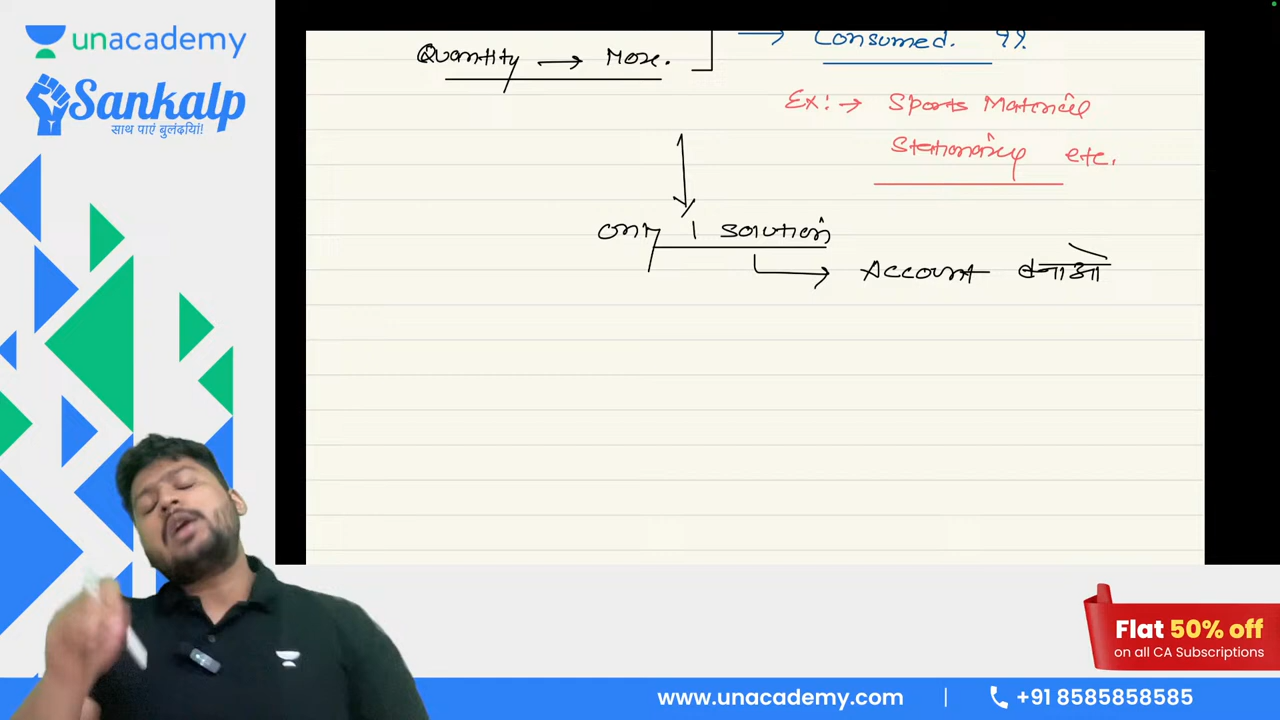 unacademy
Sankalp
साथ पाएं बुलंदियां!
Quantity → More.
→ Consumed.
Ex: → Sports Material
Stationary etc.
only 1 solution
→ Account बनाओ
Flat 50% off
on all CA Subscriptions
www.unacademy.com | +91 8585858585